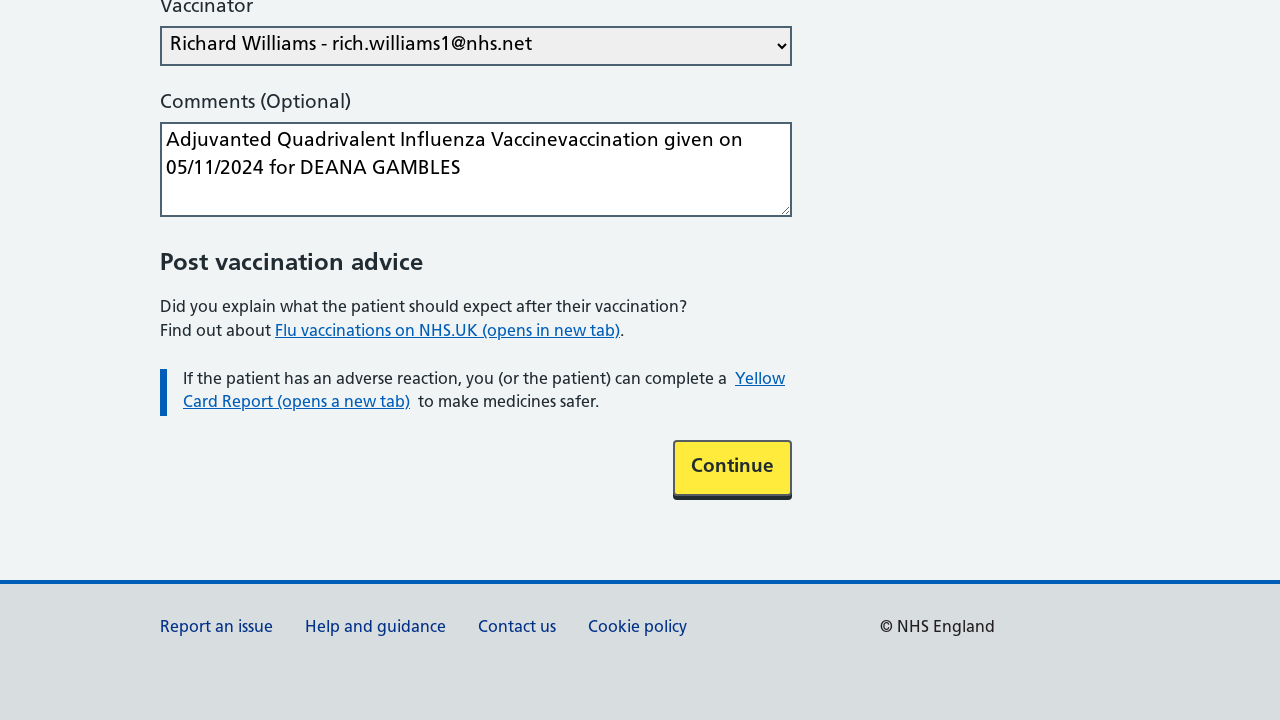 Vaccinator
Richard Williams - rich.williams1@nhs.net
Comments (Optional)
Adjuvanted Quadrivalent Influenza Vaccinevaccination given on
05/11/2024 for DEANA GAMBLES
Post vaccination advice
Did you explain what the patient should expect after their vaccination?
Find out about Flu vaccinations on NHS.UK (opens in new tab).
If the patient has an adverse reaction, you (or the patient) can complete a Yellow
Card Report (opens a new tab) to make medicines safer.
Continue
Report an issue Help and guidance Contact us Cookie policy © NHS England